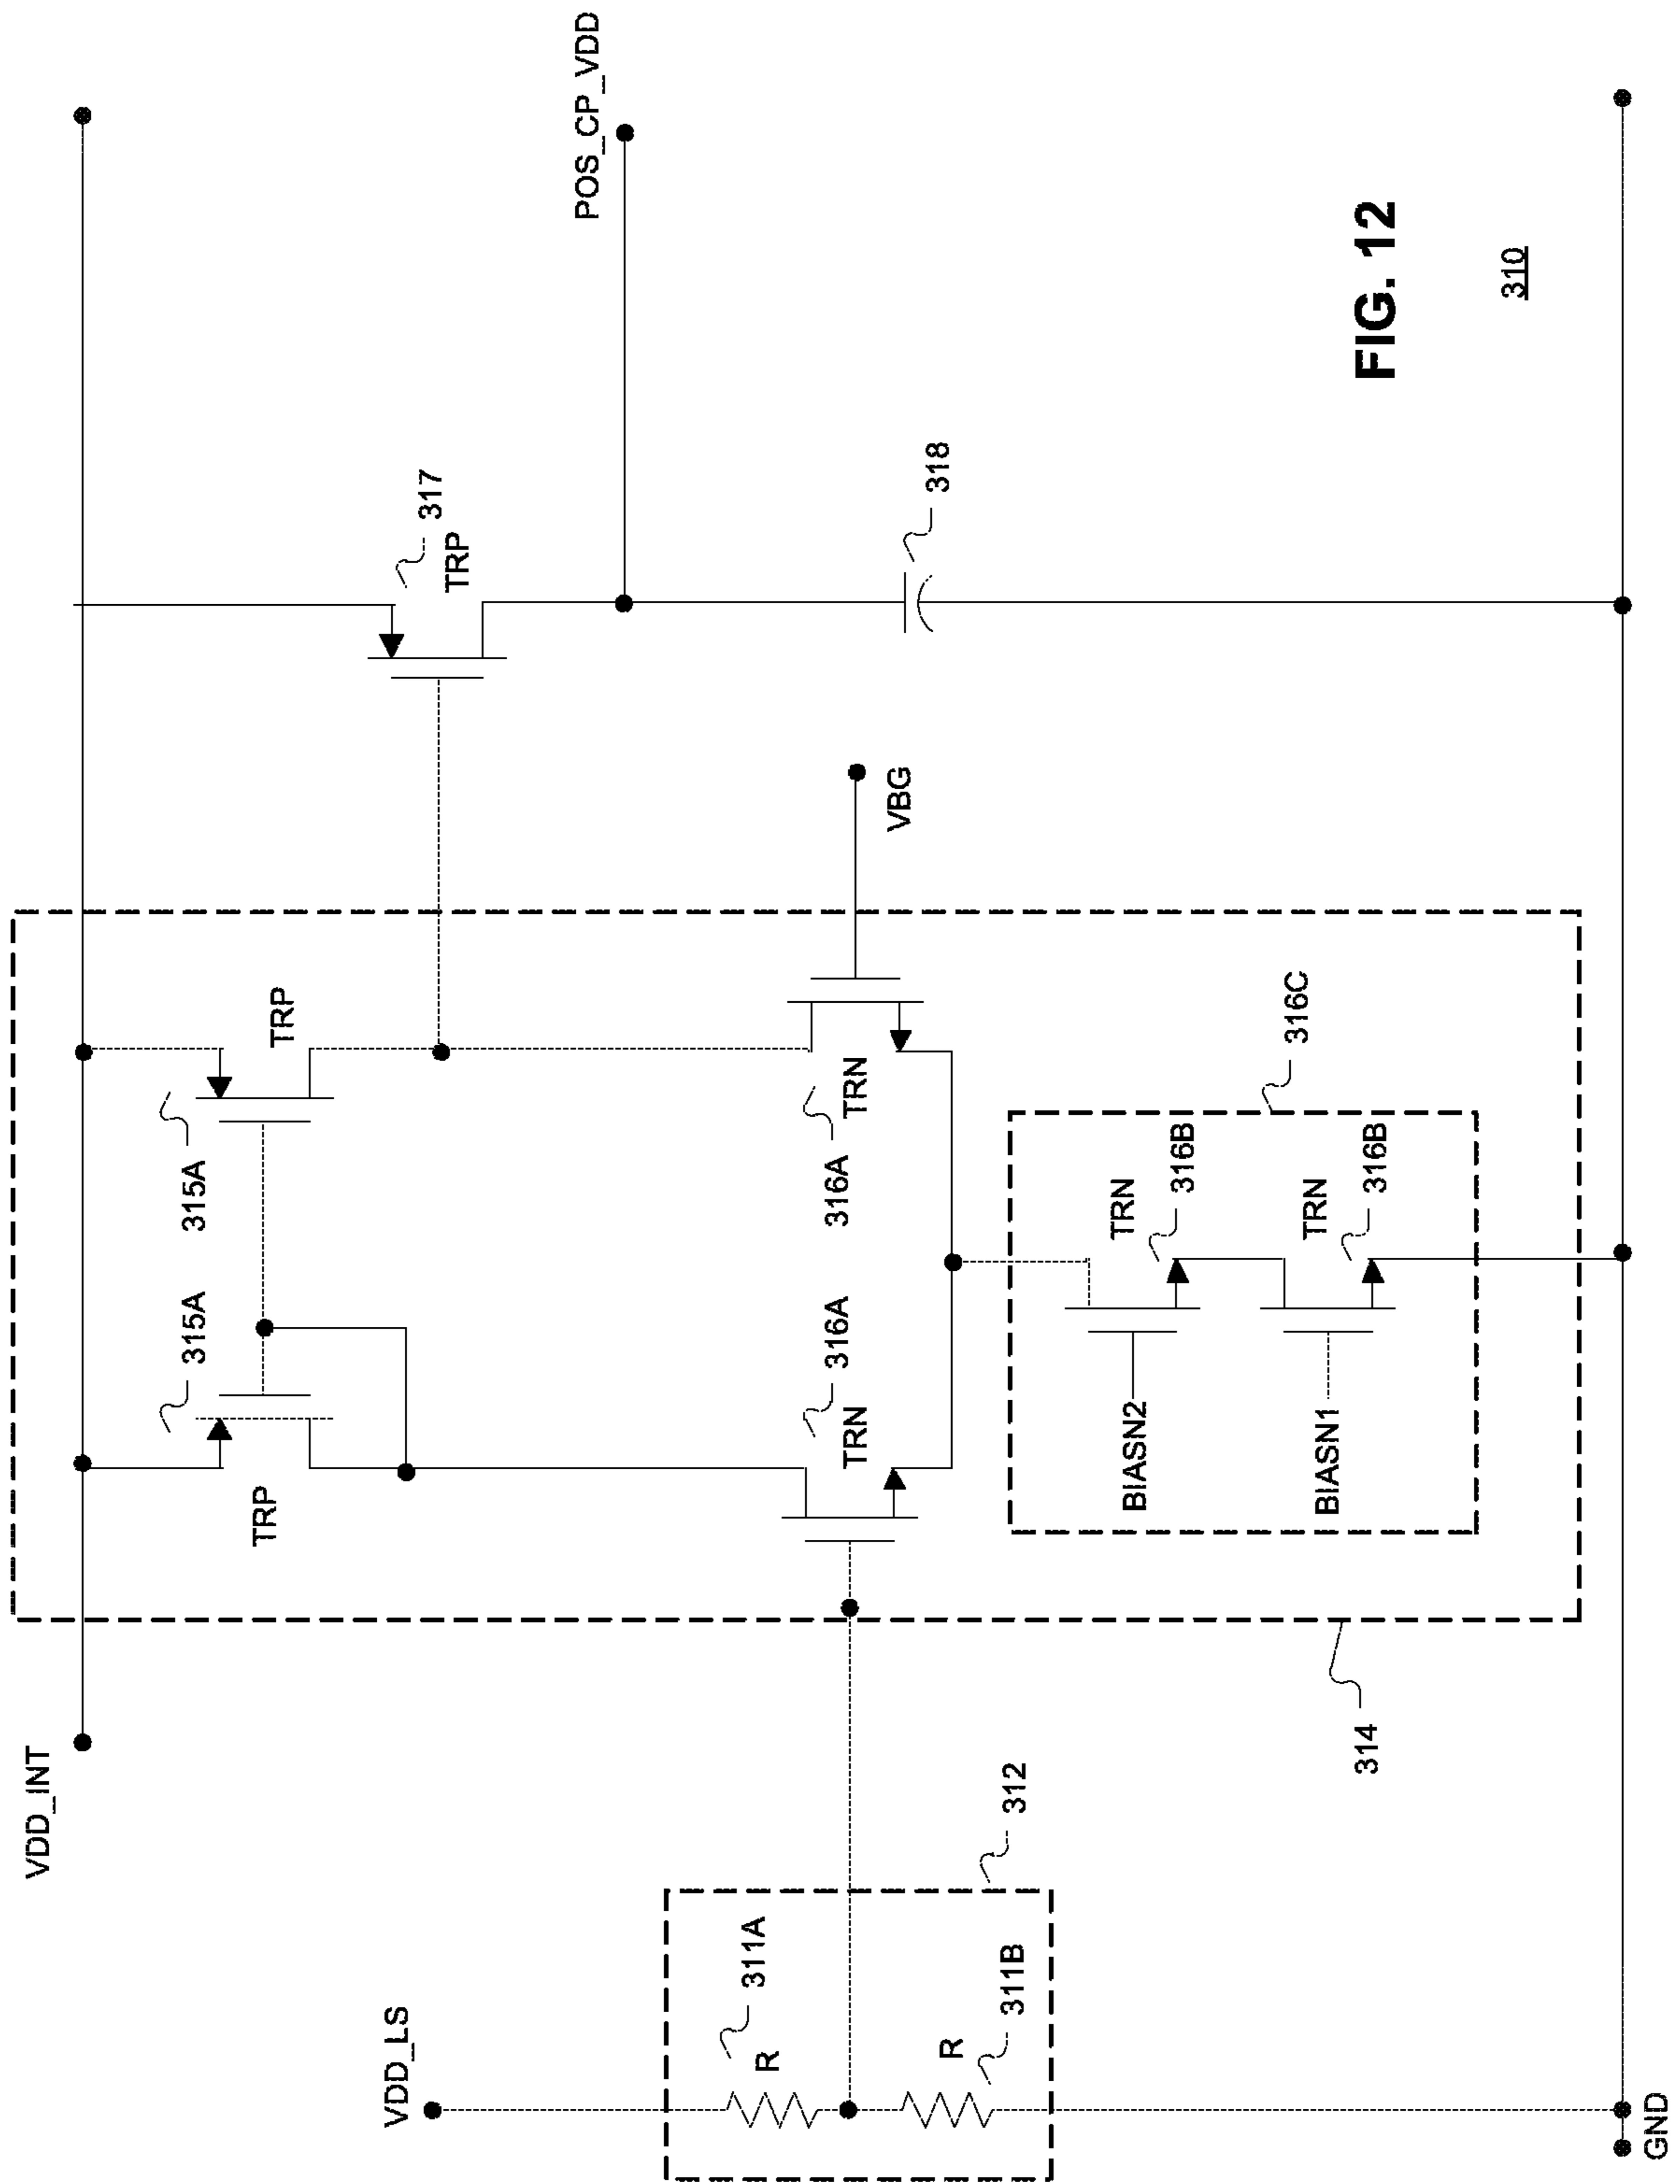 VDD_INT
VDD_LS
311A
R
R
311B
312
314
TRP
315A
315A
TRP
TRN
316A
316A
TRN
BIASN2
BIASN1
TRN
316B
TRN
316B
316C
VBG
317
TRP
318
POS_CP_VDD
GND
FIG. 12
310